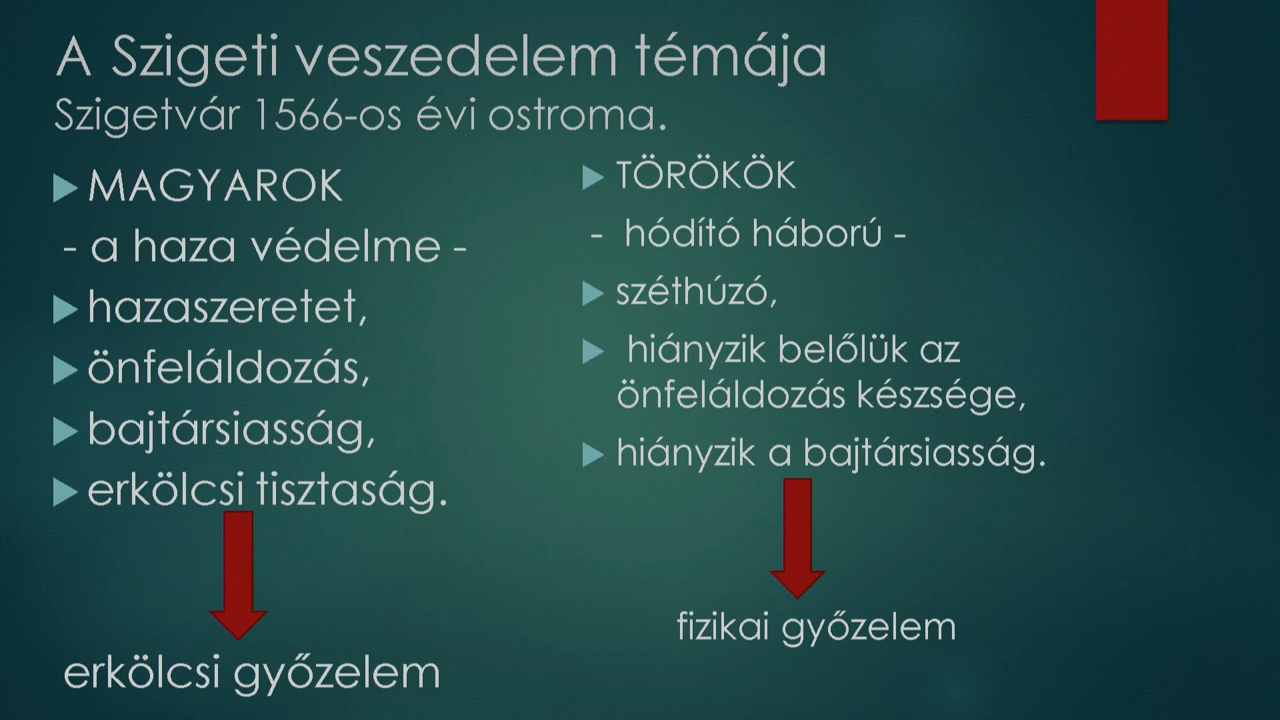 A Szigeti veszedelem témája
Szigetvár 1566-os évi ostroma.
MAGYAROK
- a haza védelme -
hazaszeretet,
önfeláldozás,
bajtársiasság,
erkölcsi tisztaság.
erkölcsi győzelem
TÖRÖKÖK
- hódító háború -
széthúzó,
hiányzik belőlük az
önfeláldozás készsége,
hiányzik a bajtársiasság.
fizikai győzelem